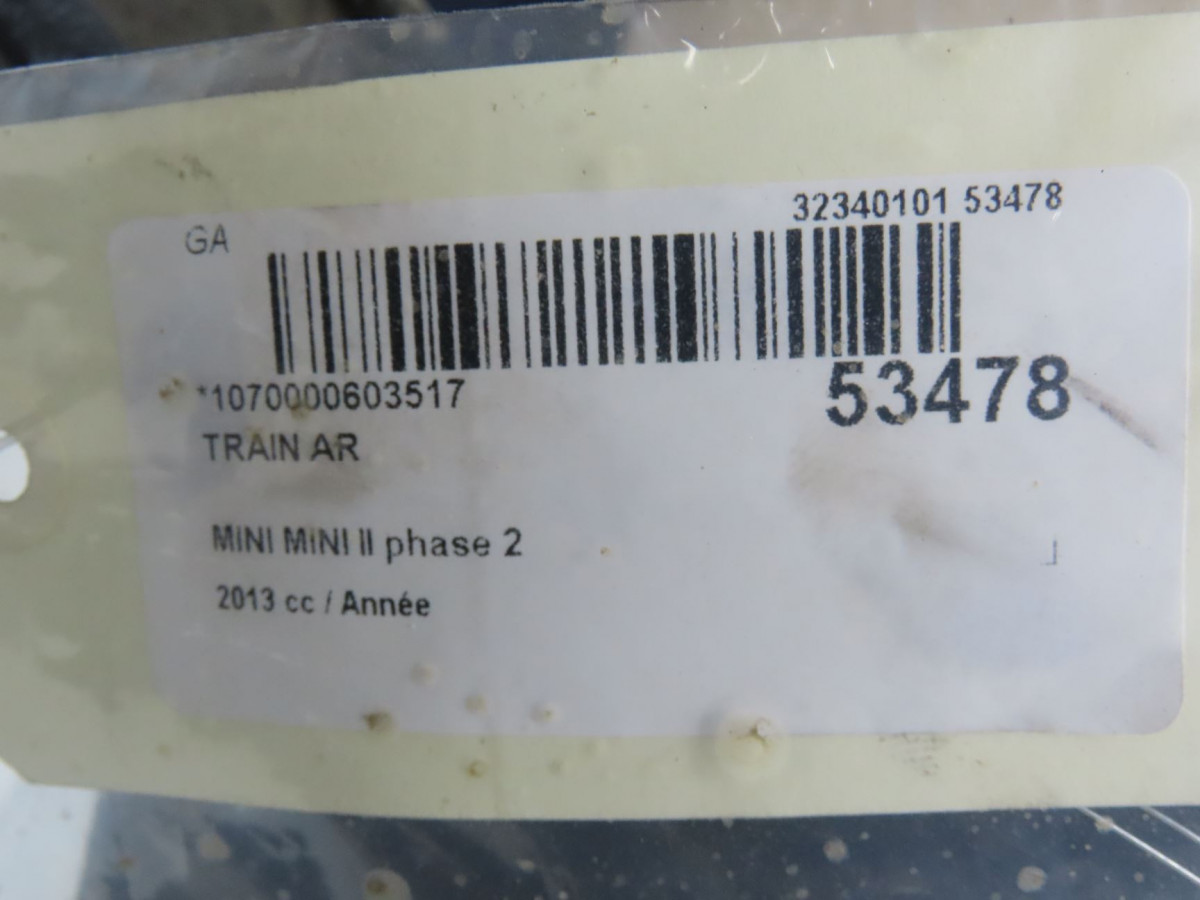 32340101 53478
GA
*1070000603517
53478
TRAIN AR
MINI MINI II phase 2
2013 cc / Année